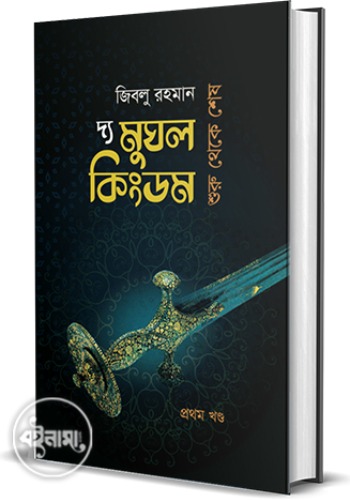 জিবলু রহমান
দ্য মুঘল
কিংডম
শুরু থেকে শেষ
প্রথম খণ্ড
বইনামা